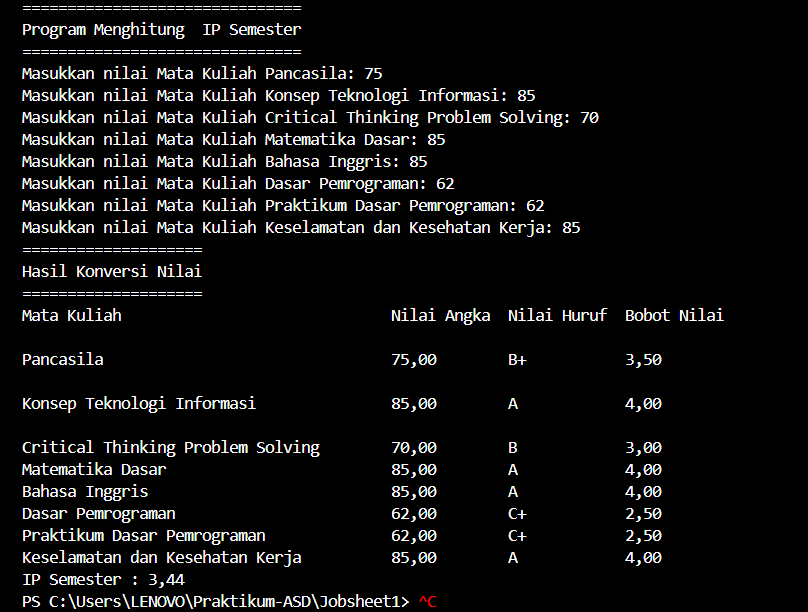 ===============================
Program Menghitung  IP Semester
===============================
Masukkan nilai Mata Kuliah Pancasila: 75
Masukkan nilai Mata Kuliah Konsep Teknologi Informasi: 85
Masukkan nilai Mata Kuliah Critical Thinking Problem Solving: 70
Masukkan nilai Mata Kuliah Matematika Dasar: 85
Masukkan nilai Mata Kuliah Bahasa Inggris: 85
Masukkan nilai Mata Kuliah Dasar Pemrograman: 62
Masukkan nilai Mata Kuliah Praktikum Dasar Pemrograman: 62
Masukkan nilai Mata Kuliah Keselamatan dan Kesehatan Kerja: 85
====================
Hasil Konversi Nilai
====================
Mata Kuliah                              Nilai Angka  Nilai Huruf  Bobot Nilai
Pancasila                                75,00        B+           3,50
Konsep Teknologi Informasi               85,00        A            4,00
Critical Thinking Problem Solving        70,00        B            3,00
Matematika Dasar                         85,00        A            4,00
Bahasa Inggris                           85,00        A            4,00
Dasar Pemrograman                        62,00        C+           2,50
Praktikum Dasar Pemrograman              62,00        C+           2,50
Keselamatan dan Kesehatan Kerja          85,00        A            4,00
IP Semester : 3,44
PS C:\Users\LENOVO\Praktikum-ASD\Jobsheet1> ^C